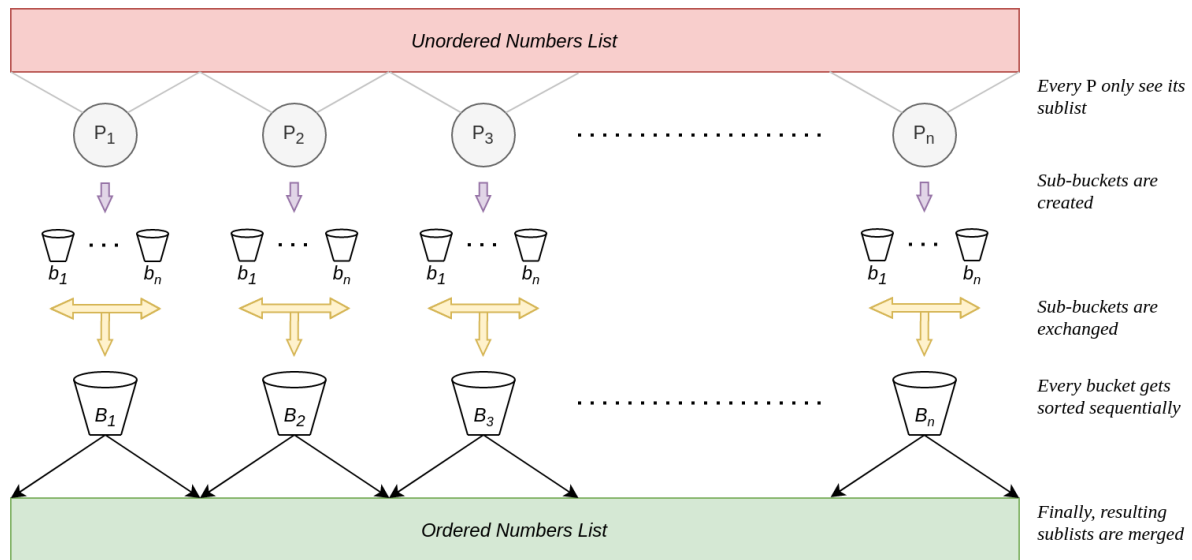 Unordered Numbers List
Every P only see its
sublist
P1 P2 P3 Pn
Sub-buckets are
created
b1 bn b1 bn b1 bn b1 bn
Sub-buckets are
exchanged
Every bucket gets
sorted sequentially
B1 B2 B3 Bn
Finally, resulting
sublists are merged
Ordered Numbers List